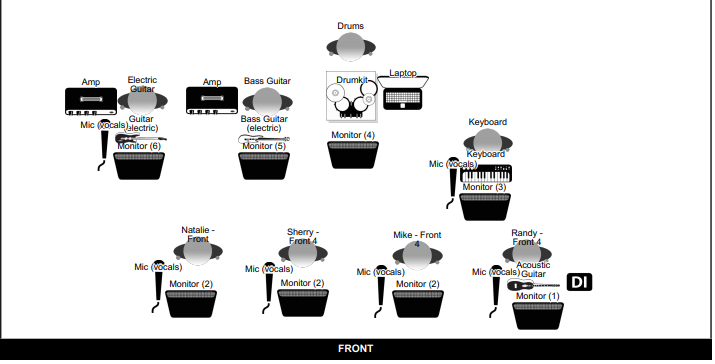 Drums
Amp
Electric
Guitar
Amp
Bass Guitar
Drumkit
Laptop
Mic (vocals)
Guitar
(electric)
Monitor (6)
Bass Guitar
(electric)
Monitor (5)
Monitor (4)
Keyboard
Mic (vocals)
Keyboard
Monitor (3)
Natalie -
Front
Mic (vocals)
Monitor (2)
Sherry -
Front 4
Mic (vocals)
Monitor (2)
Mike - Front
4
Mic (vocals)
Monitor (2)
Randy -
Front 4
Mic (vocals)
Acoustic
Guitar
DI
Monitor (1)
FRONT